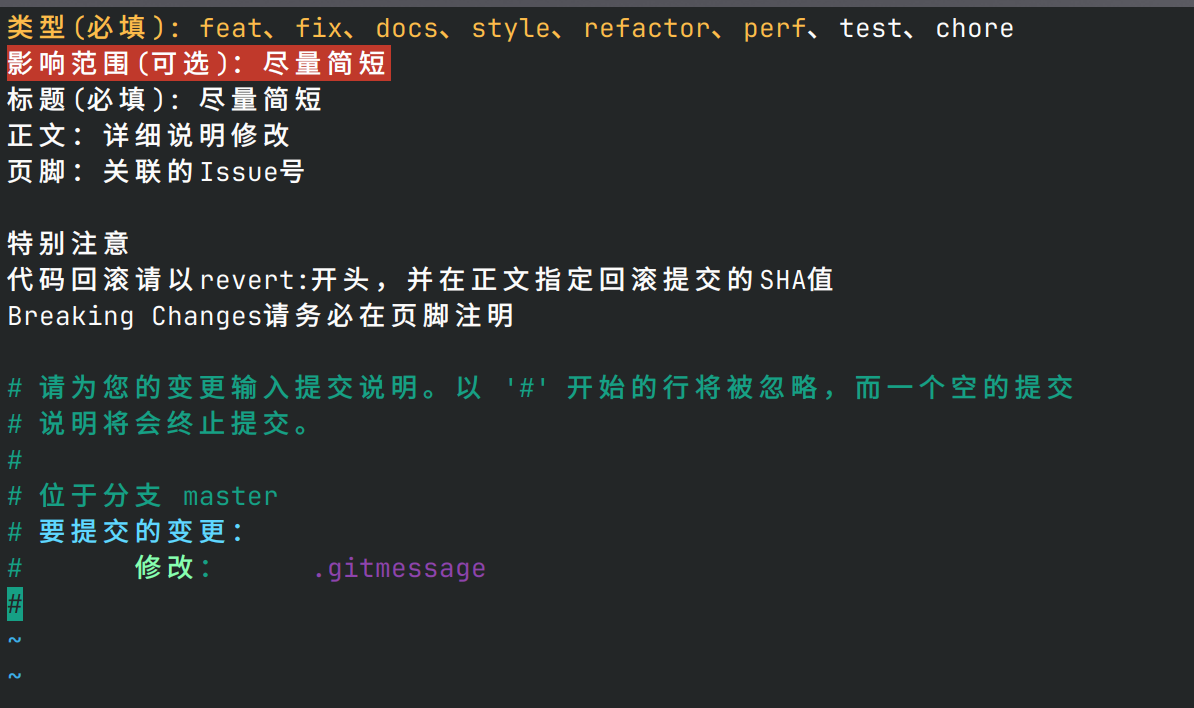 类型(必填): feat、fix、docs、style、refactor、perf、test、chore
影响范围(可选): 尽量简短
标题(必填): 尽量简短
正文: 详细说明修改
页脚: 关联的Issue号
特别注意
代码回滚请以revert:开头，并在正文指定回滚提交的SHA值
Breaking Changes请务必在页脚注明
# 请为您的变更输入提交说明。以 '#' 开始的行将被忽略，而一个空的提交
# 说明将会终止提交。
#
# 位于分支 master
# 要提交的变更：
#       修改：     .gitmessage
#
~
~